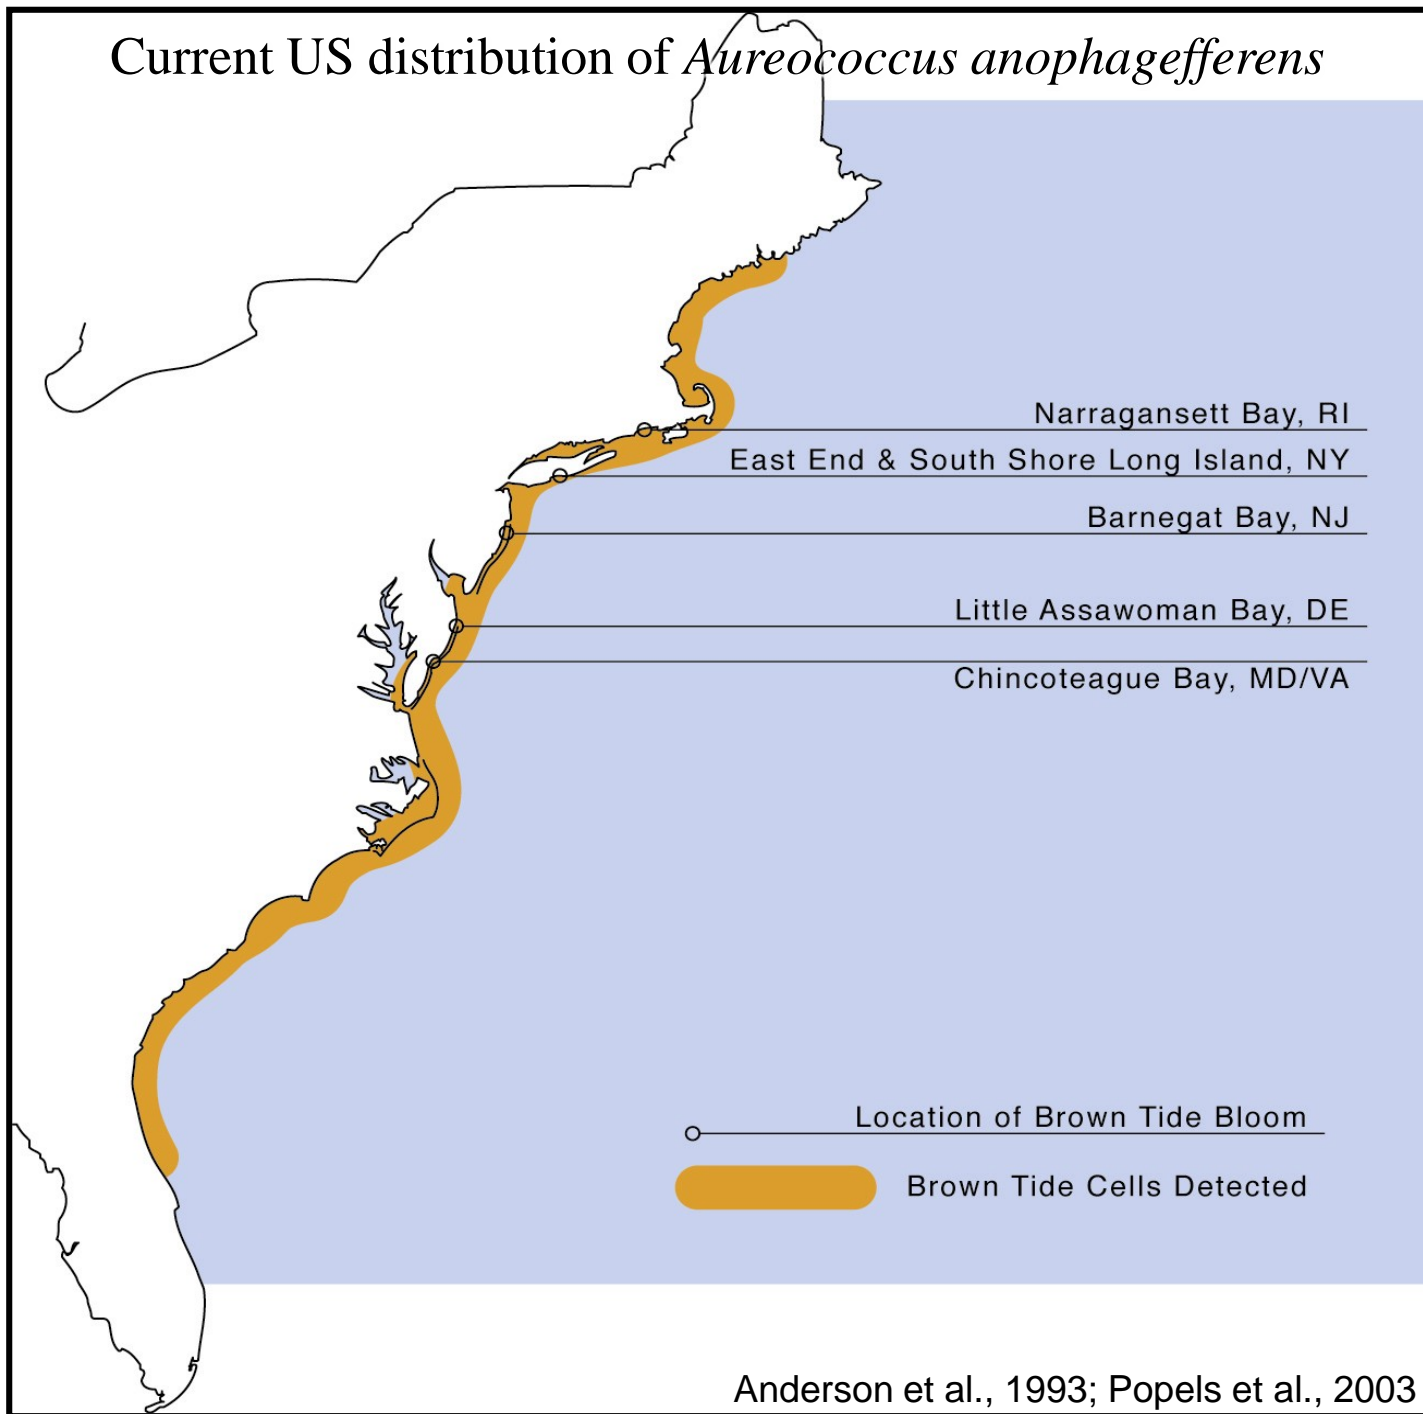 Current US distribution of Aureococcus anophagefferens
Narragansett Bay, RI
East End & South Shore Long Island, NY
Barnegat Bay, NJ
Little Assawoman Bay, DE
Chincoteague Bay, MD/VA
Location of Brown Tide Bloom
Brown Tide Cells Detected
Anderson et al., 1993; Popels et al., 2003